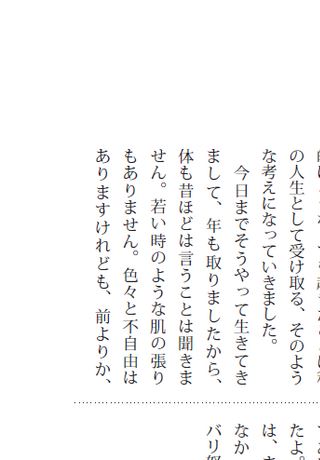 の人生として受け取る、そのよう
な考えになっていきました。
今日までそうやって生きてき
まして、年も取りましたから、
体も昔ほどは言うことは聞きま
せん。若い時のような肌の張り
もありません。色々と不自由は
ありますけれども、前よりか、
たよ。
は、
なか
バリ